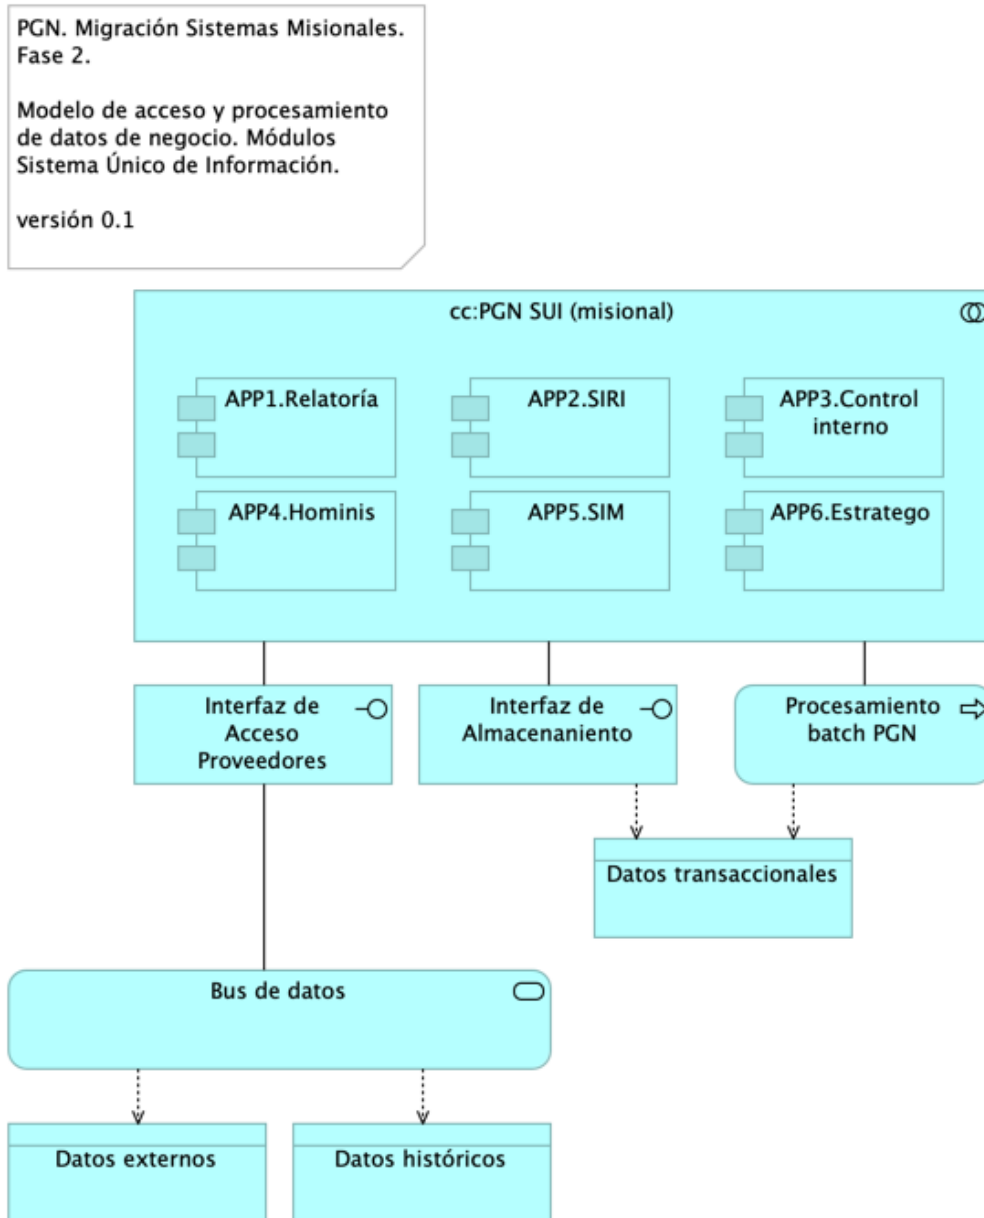 PGN. Migración Sistemas Misionales.
Fase 2.
Modelo de acceso y procesamiento
de datos de negocio. Módulos
Sistema Único de Información.
versión 0.1
cc:PGN SUI (misional)
APP1.Relatoría
APP2.SIRI
APP3.Control
interno
APP4.Hominis
APP5.SIM
APP6.Estratego
Interfaz de
Acceso
Proveedores
Interfaz de
Almacenaniento
Procesamiento
batch PGN
Datos transaccionales
Bus de datos
Datos externos
Datos históricos